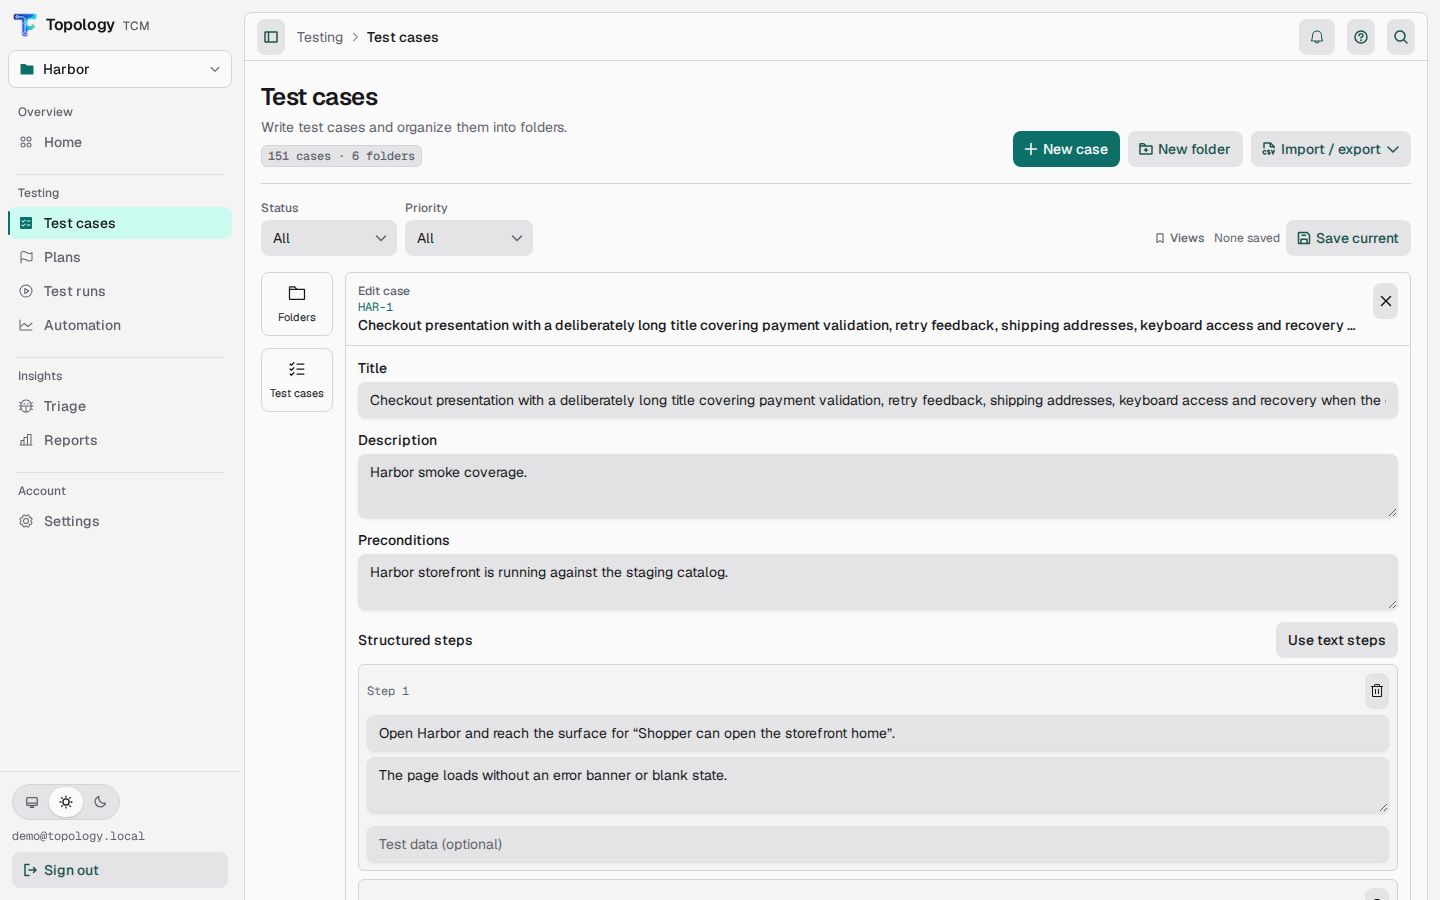 Topology TCM
Harbor
Overview
Home
Testing
Test cases
Plans
Test runs
Automation
Insights
Triage
Reports
Account
Settings
demo@topology.local
Sign out
Testing > Test cases
Test cases
Write test cases and organize them into folders.
151 cases · 6 folders
New case
New folder
CSV
Import / export
Status
Priority
All
All
Views
None saved
Save current
Folders
Test cases
Edit case
HAR-1
Checkout presentation with a deliberately long title covering payment validation, retry feedback, shipping addresses, keyboard access and recovery ...
Title
Checkout presentation with a deliberately long title covering payment validation, retry feedback, shipping addresses, keyboard access and recovery when the
Description
Harbor smoke coverage.
Preconditions
Harbor storefront is running against the staging catalog.
Structured steps
Use text steps
Step 1
Open Harbor and reach the surface for “Shopper can open the storefront home”.
The page loads without an error banner or blank state.
Test data (optional)